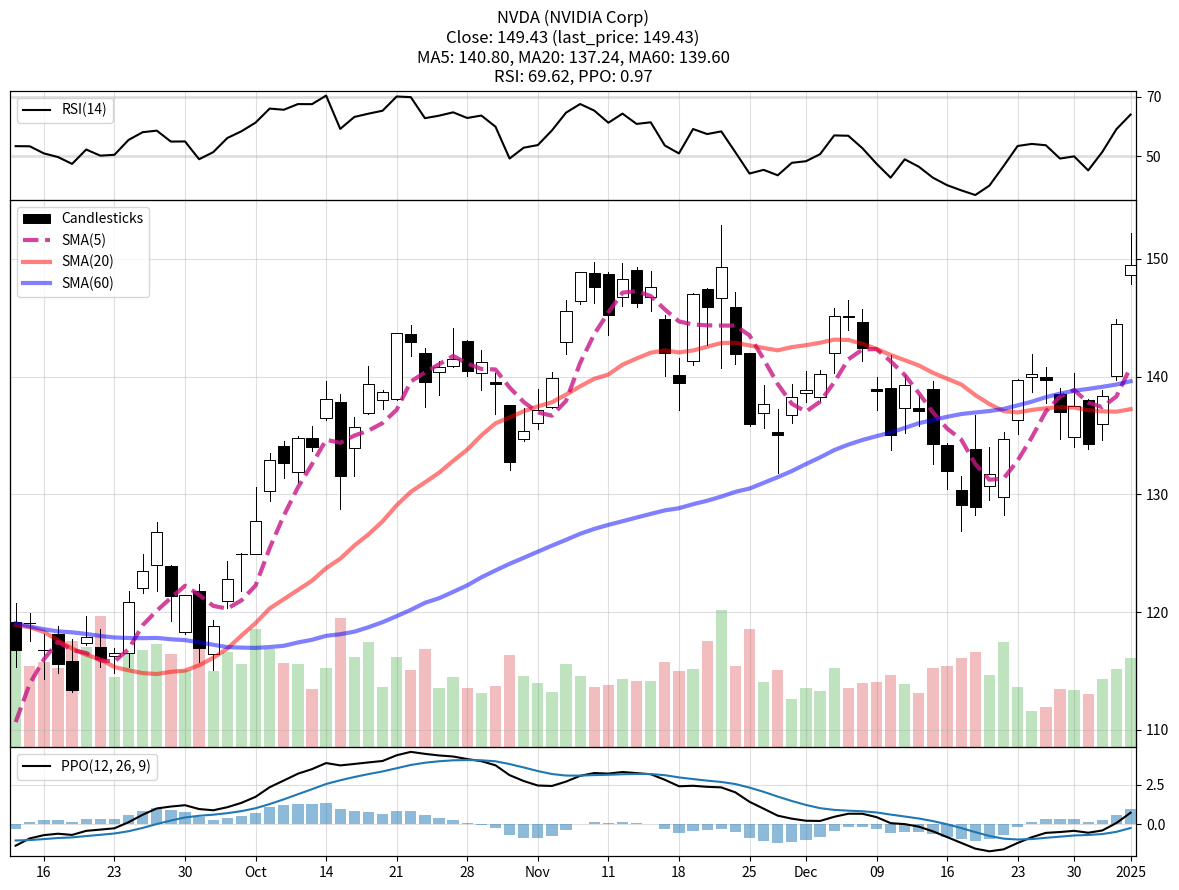 NVDA (NVIDIA Corp)
Close: 149.43 (last_price: 149.43)
MA5: 140.80, MA20: 137.24, MA60: 139.60
RSI: 69.62, PPO: 0.97
RSI(14)
70
50
Candlesticks
SMA(5)
SMA(20)
SMA(60)
150
140
130
120
110
PPO(12, 26, 9)
2.5
0.0
16 23 30 Oct 14 21 28 Nov 11 18 25 Dec 09 16 23 30 2025